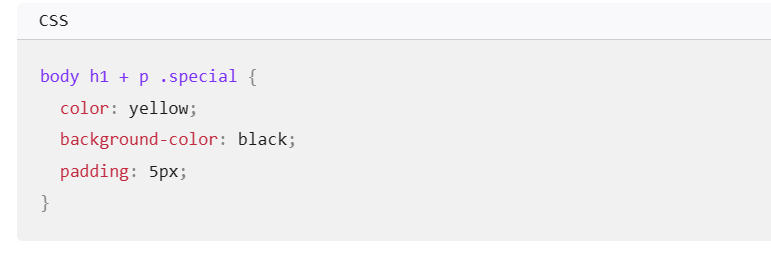 CSS
body h1 + p .special {
  color: yellow;
  background-color: black;
  padding: 5px;
}